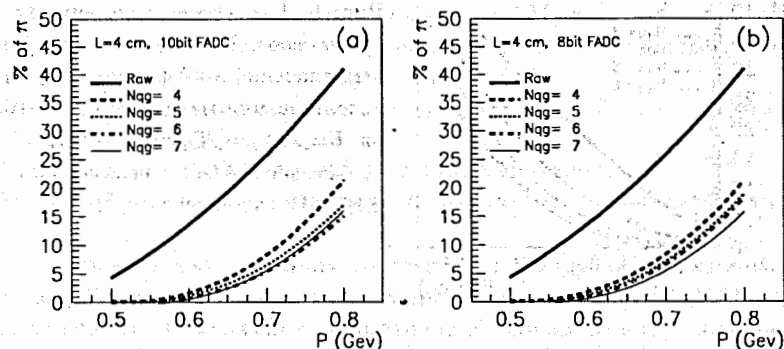 % of π
50
45
40
35
30
25
20
15
10
5
0
L=4 cm, 10bit FADC
(a)
Raw
Nqg= 4
Nqg= 5
Nqg= 6
Nqg= 7
0.5
0.6
0.7
0.8
P (Gev)
% of π
50
45
40
35
30
25
20
15
10
5
0
L=4 cm, 8bit FADC
(b)
Raw
Nqg= 4
Nqg= 5
Nqg= 6
Nqg= 7
0.5
0.6
0.7
0.8
P (Gev)